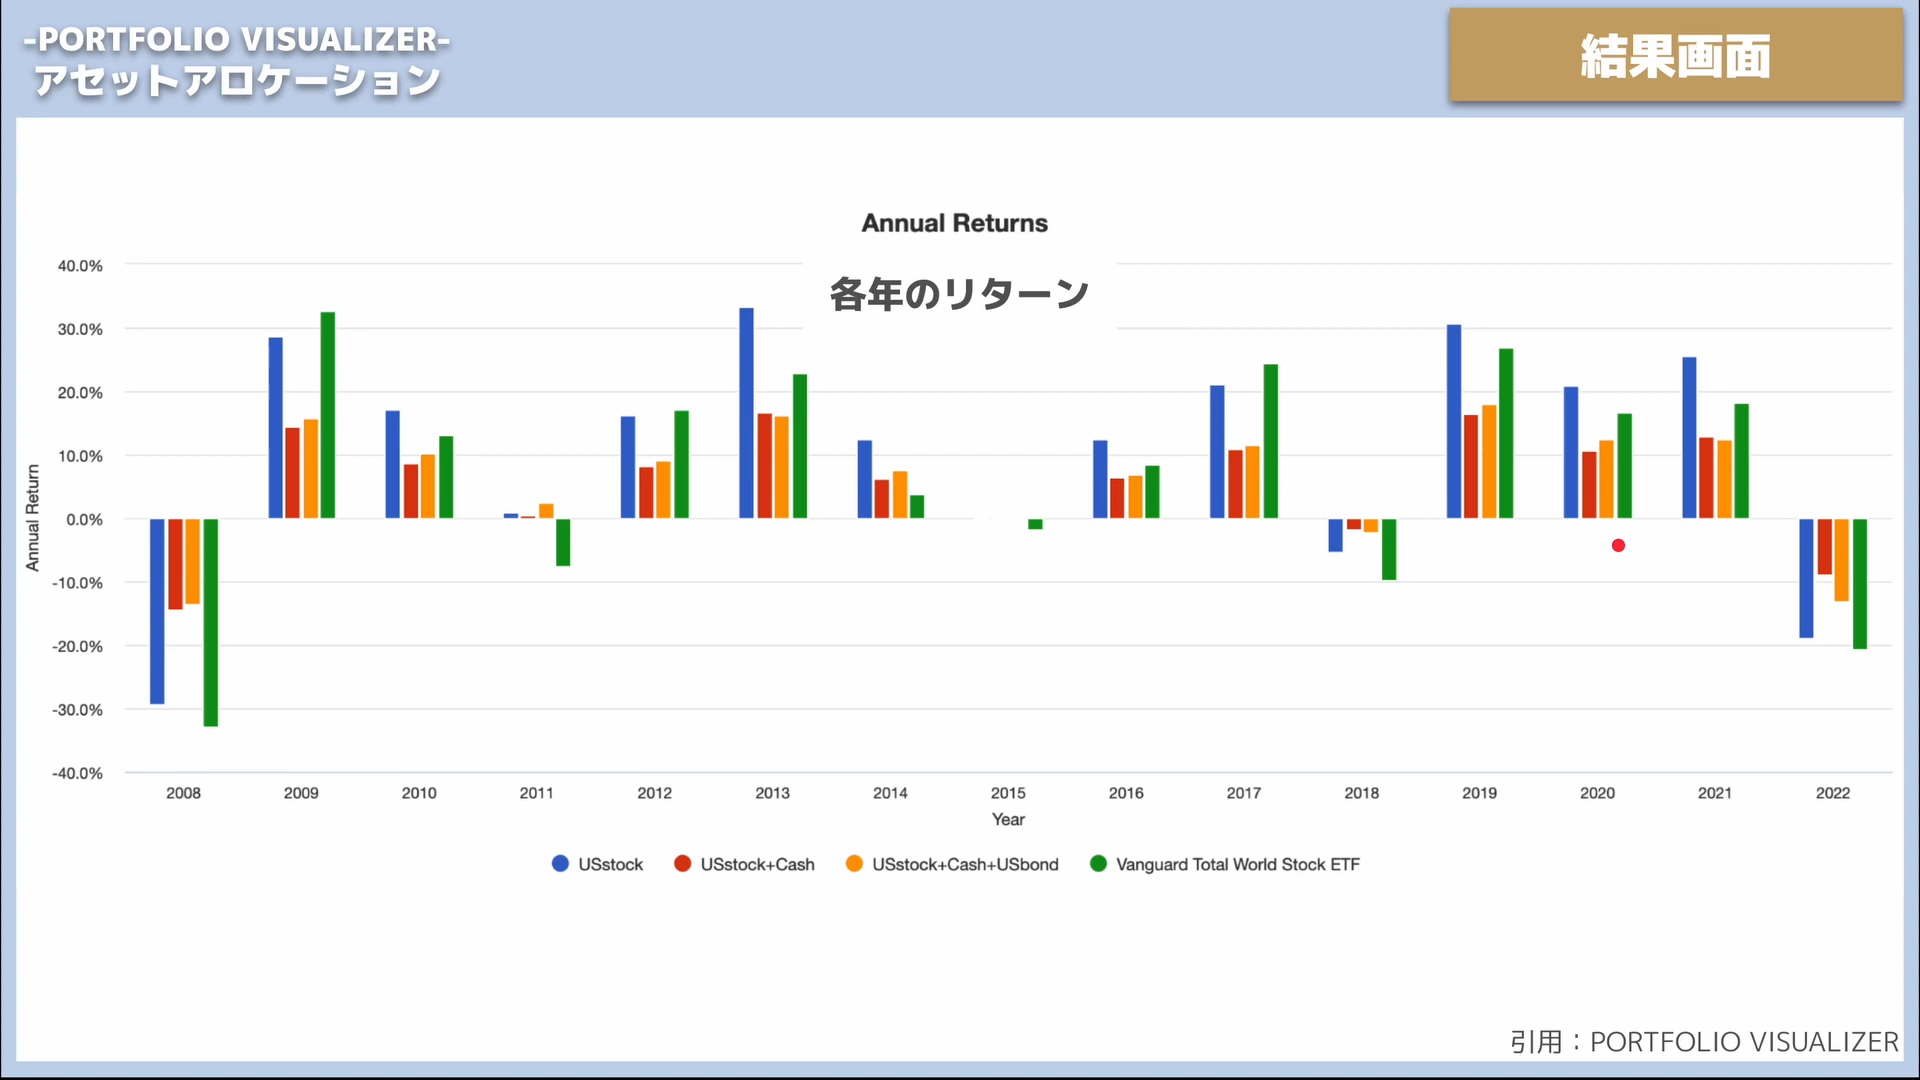 -PORTFOLIO VISUALIZER-
アセットアロケーション
結果画面
Annual Returns
各年のリターン
40.0%
30.0%
20.0%
10.0%
0.0%
-10.0%
-20.0%
-30.0%
-40.0%
Annual Return
2008 2009 2010 2011 2012 2013 2014 2015 2016 2017 2018 2019 2020 2021 2022
Year
USstock USstock+Cash USstock+Cash+USbond Vanguard Total World Stock ETF
引用：PORTFOLIO VISUALIZER